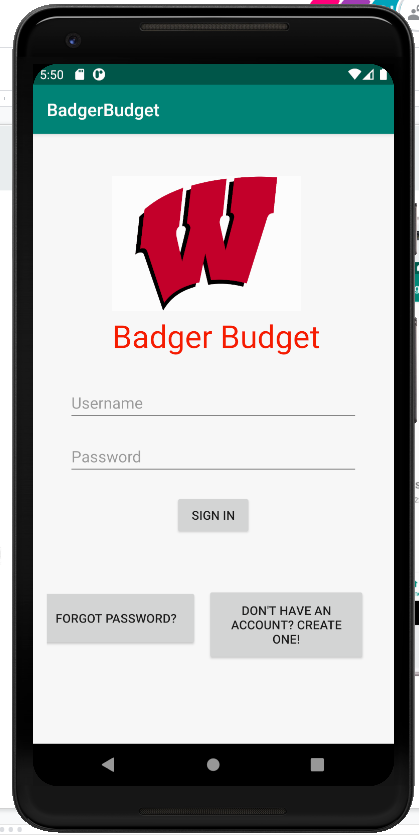 5:50
BadgerBudget
W
Badger Budget
Username
Password
SIGN IN
FORGOT PASSWORD?
DON'T HAVE AN
ACCOUNT? CREATE
ONE!